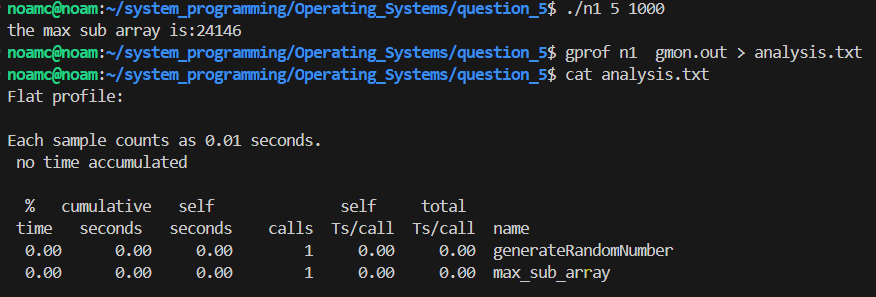 noamc@noam:~/system_programming/Operating_Systems/question_5$ ./n1 5 1000
the max sub array is:24146
noamc@noam:~/system_programming/Operating_Systems/question_5$ gprof n1  gmon.out > analysis.txt
noamc@noam:~/system_programming/Operating_Systems/question_5$ cat analysis.txt
Flat profile:

Each sample counts as 0.01 seconds.
 no time accumulated

  %   cumulative   self              self     total
 time   seconds   seconds    calls  Ts/call  Ts/call  name
  0.00      0.00     0.00        1     0.00     0.00  generateRandomNumber
  0.00      0.00     0.00        1     0.00     0.00  max_sub_array